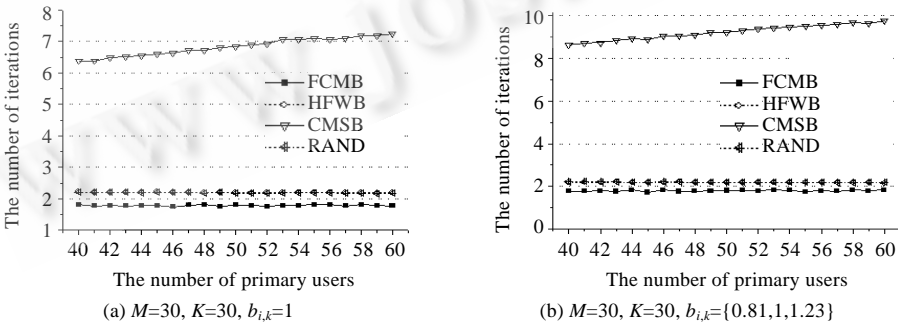 8
7
6
5
4
3
2
1
The number of iterations
FCMB
HFWB
CMSB
RAND
40 42 44 46 48 50 52 54 56 58 60
The number of primary users
(a) M=30, K=30, b_{i,k}=1
10
8
6
4
2
0
The number of iterations
FCMB
HFWB
CMSB
RAND
40 42 44 46 48 50 52 54 56 58 60
The number of primary users
(b) M=30, K=30, b_{i,k}={0.81,1,1.23}